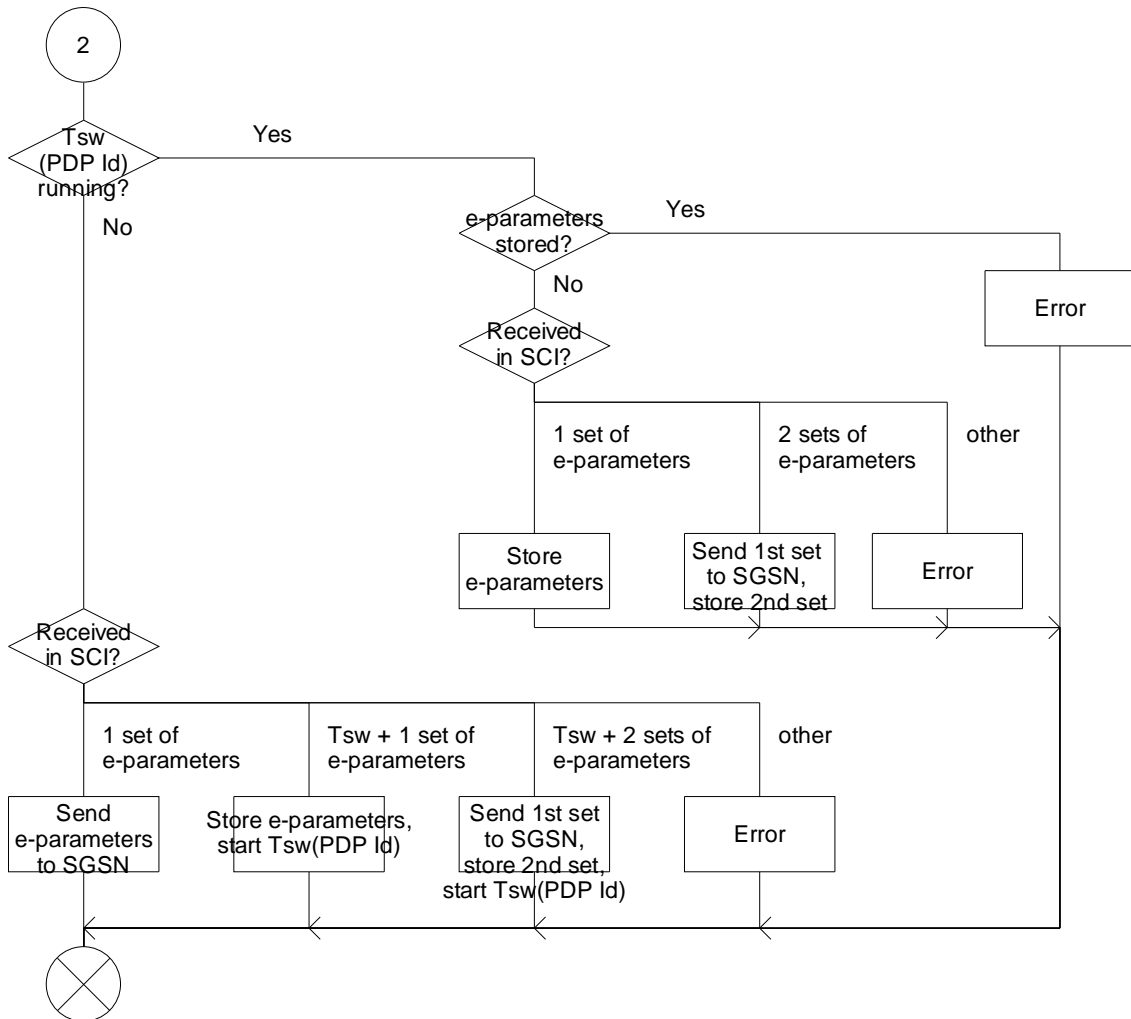 2
Tsw
(PDP Id)
running?
Yes
No
e-parameters
stored?
Yes
No
Error
Received
in SCI?
1 set of
e-parameters
2 sets of
e-parameters
other
Store
e-parameters
Send 1st set
to SGSN,
store 2nd set
Error
Received
in SCI?
1 set of
e-parameters
Tsw + 1 set of
e-parameters
Tsw + 2 sets of
e-parameters
other
Send
e-parameters
to SGSN
Store e-parameters,
start Tsw(PDP Id)
Send 1st set
to SGSN,
store 2nd set,
start Tsw(PDP Id)
Error